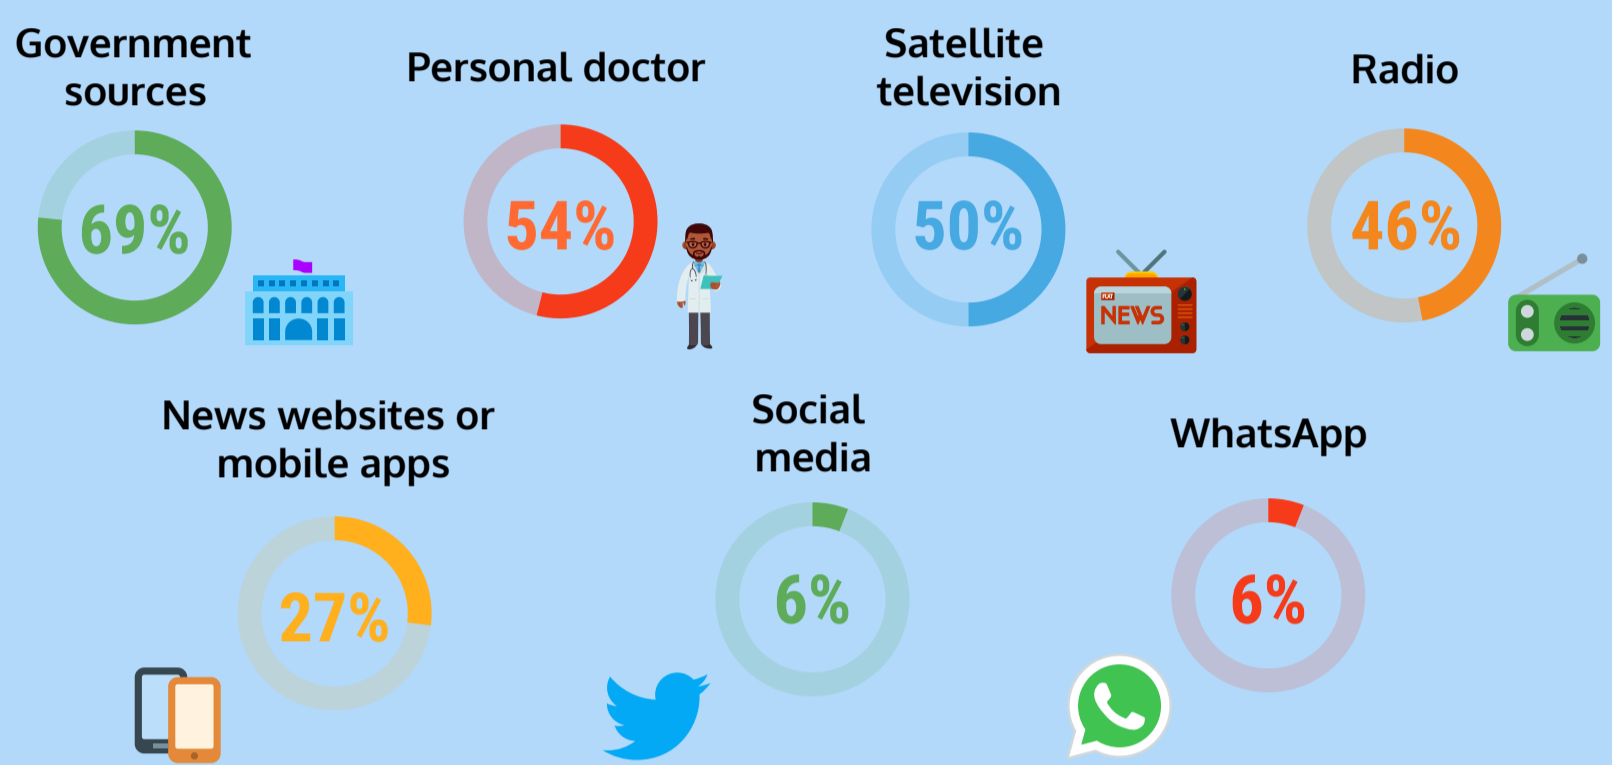 Government
sources
69%
Personal doctor
54%
Satellite
television
50%
FLAT
NEWS
Radio
46%
News websites or
mobile apps
27%
Social
media
6%
WhatsApp
6%